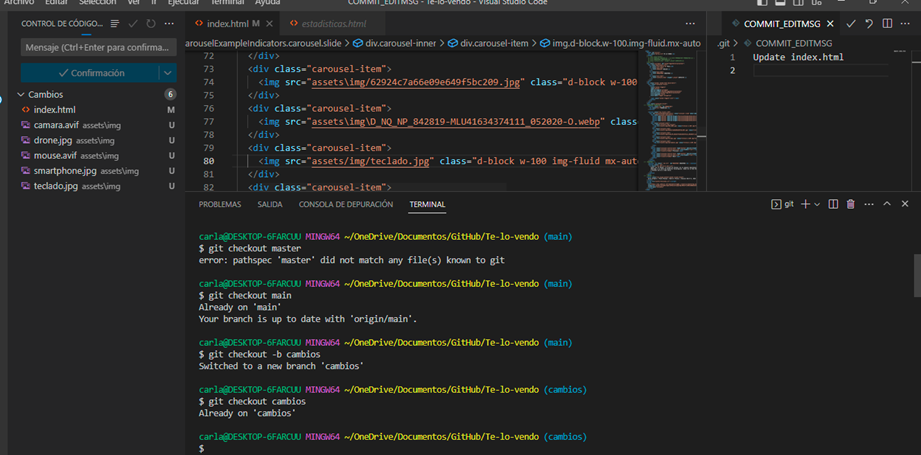 Archivo Editar Selección Ver Ir Ejecutar Terminal Ayuda COMMIT_EDITMSG - Te-lo-vendo - Visual Studio Code
CONTROL DE CÓDIGO...
Mensaje (Ctrl+Enter para confirma...
Confirmación
Cambios 6
index.html M
camara.avif assets\img U
drone.jpg assets\img U
mouse.avif assets\img U
smartphone.jpg assets\img U
teclado.jpg assets\img U
index.html M
estadisticas.html
arouselExampleIndicators.carousel.slide > div.carousel-inner > div.carousel-item > img.d-block.w-100.img-fluid.mx-auto
72 </div>
73 <div class="carousel-item">
74 <img src="assets\img/62924c7a66e09e649f5bc209.jpg" class="d-block w-100
75 </div>
76 <div class="carousel-item">
77 <img src="assets\img\D_NQ_NP_842819-MLU41634374111_052020-O.webp" clas
78 </div>
79 <div class="carousel-item">
80 <img src="assets/img/teclado.jpg" class="d-block w-100 img-fluid mx-aut
81 </div>
82 <div class="carousel-item">
COMMIT_EDITMSG
.git > COMMIT_EDITMSG
1 Update index.html
2
PROBLEMAS SALIDA CONSOLA DE DEPURACIÓN TERMINAL git
carla@DESKTOP-6FARCUU MINGW64 ~/OneDrive/Documentos/GitHub/Te-lo-vendo (main)
$ git checkout master
error: pathspec 'master' did not match any file(s) known to git
carla@DESKTOP-6FARCUU MINGW64 ~/OneDrive/Documentos/GitHub/Te-lo-vendo (main)
$ git checkout main
Already on 'main'
Your branch is up to date with 'origin/main'.
carla@DESKTOP-6FARCUU MINGW64 ~/OneDrive/Documentos/GitHub/Te-lo-vendo (main)
$ git checkout -b cambios
Switched to a new branch 'cambios'
carla@DESKTOP-6FARCUU MINGW64 ~/OneDrive/Documentos/GitHub/Te-lo-vendo (cambios)
$ git checkout cambios
Already on 'cambios'
carla@DESKTOP-6FARCUU MINGW64 ~/OneDrive/Documentos/GitHub/Te-lo-vendo (cambios)
$